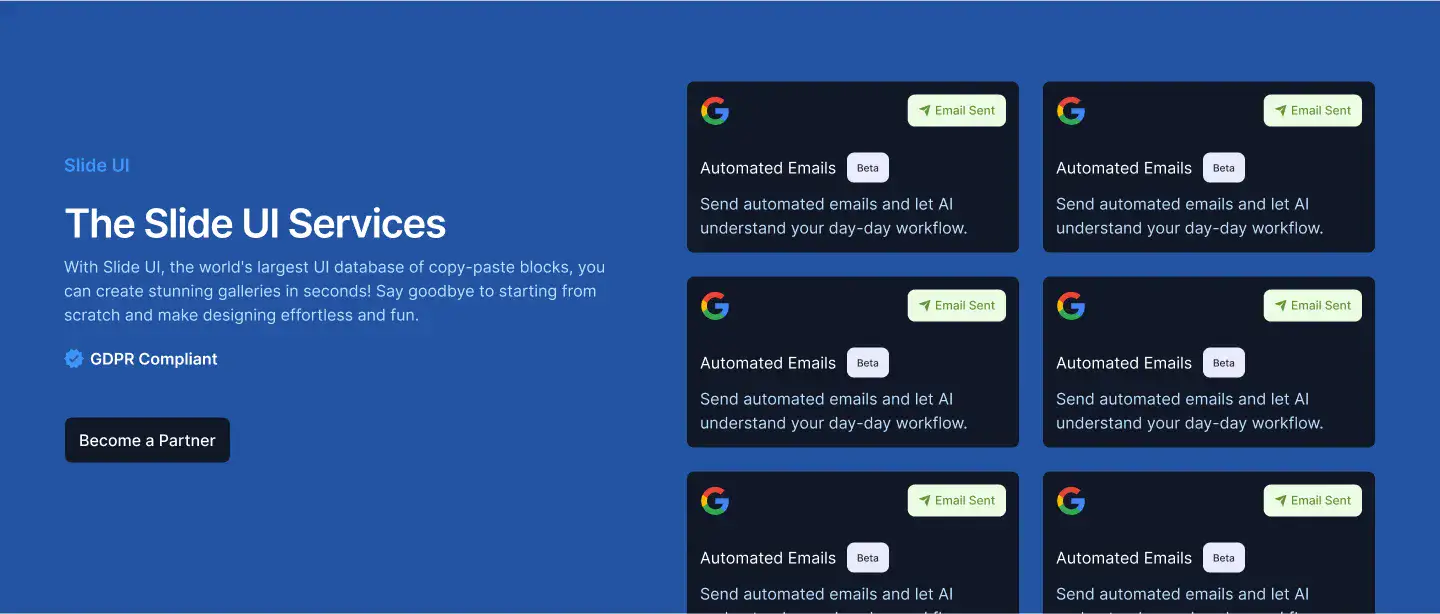 Slide UI
The Slide UI Services
With Slide UI, the world's largest UI database of copy-paste blocks, you
can create stunning galleries in seconds! Say goodbye to starting from
scratch and make designing effortless and fun.
GDPR Compliant
Become a Partner
Email Sent
Automated Emails Beta
Send automated emails and let AI
understand your day-day workflow.
Email Sent
Automated Emails Beta
Send automated emails and let AI
understand your day-day workflow.
Email Sent
Automated Emails Beta
Send automated emails and let AI
understand your day-day workflow.
Email Sent
Automated Emails Beta
Send automated emails and let AI
understand your day-day workflow.
Email Sent
Automated Emails Beta
Send automated emails and let AI
Email Sent
Automated Emails Beta
Send automated emails and let AI